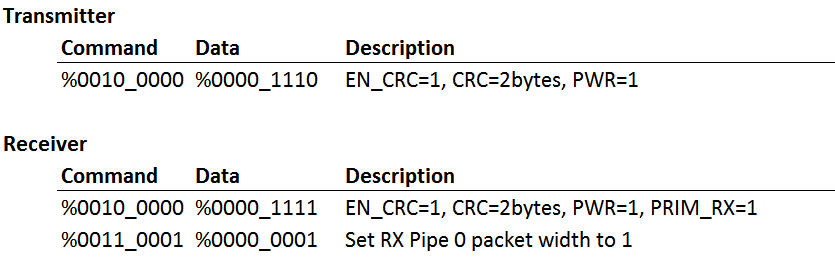 Transmitter
Command Data Description
%0010_0000 %0000_1110 EN_CRC=1, CRC=2bytes, PWR=1
Receiver
Command Data Description
%0010_0000 %0000_1111 EN_CRC=1, CRC=2bytes, PWR=1, PRIM_RX=1
%0011_0001 %0000_0001 Set RX Pipe 0 packet width to 1